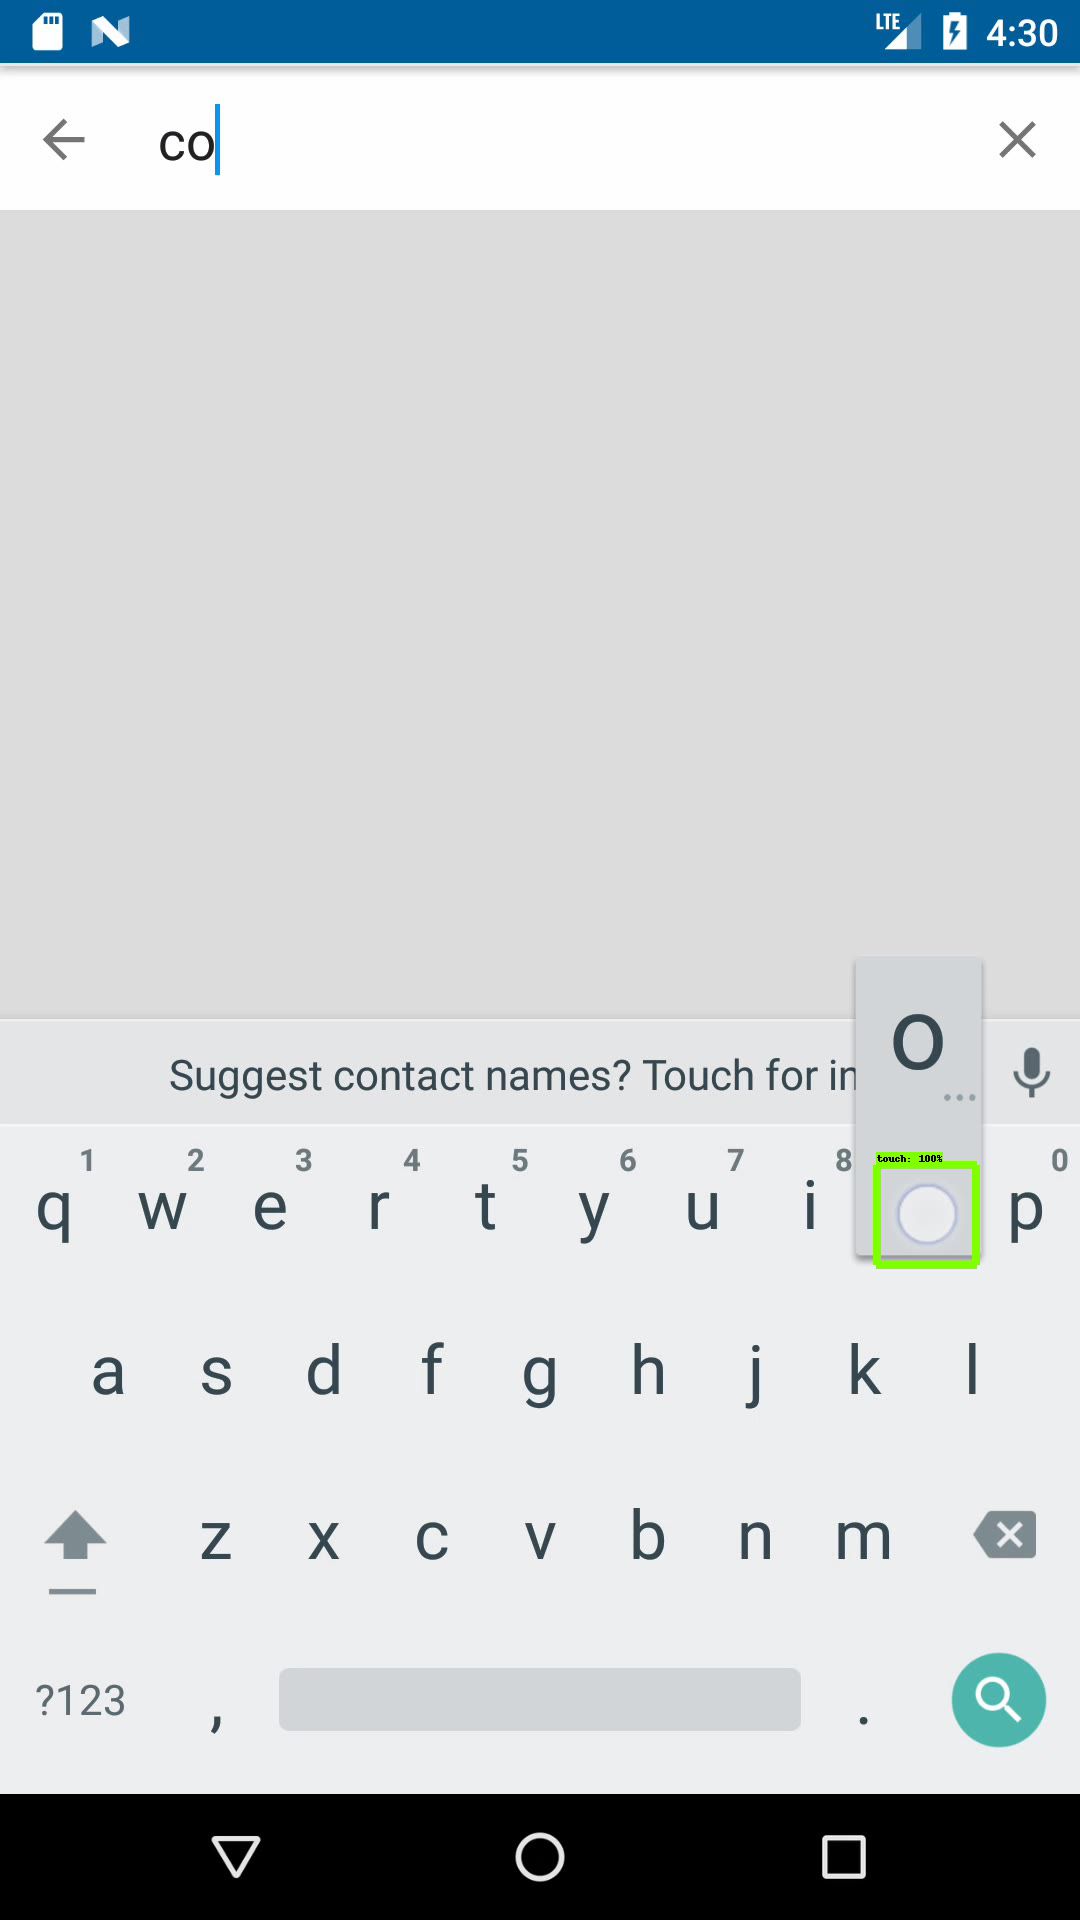 LTE 4:30
co
o
Suggest contact names? Touch for in
...
touch: 100%
1 2 3 4 5 6 7 8 0
q w e r t y u i p
a s d f g h j k l
z x c v b n m
?123 , .